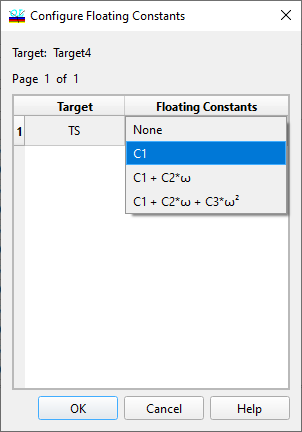 Configure Floating Constants
Target: Target4
Page 1 of 1
Target Floating Constants
1 TS None
C1
C1 + C2*ω
C1 + C2*ω + C3*ω²
OK Cancel Help